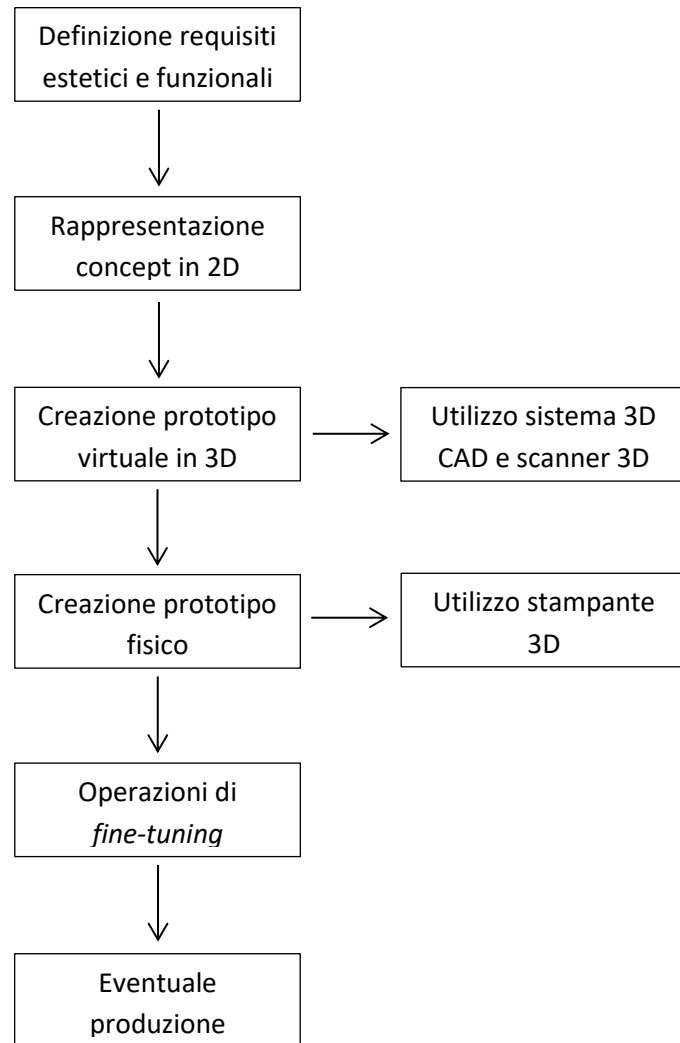 Definizione requisiti
estetici e funzionali
Rappresentazione
concept in 2D
Creazione prototipo
virtuale in 3D
Utilizzo sistema 3D
CAD e scanner 3D
Creazione prototipo
fisico
Utilizzo stampante
3D
Operazioni di
fine-tuning
Eventuale
produzione